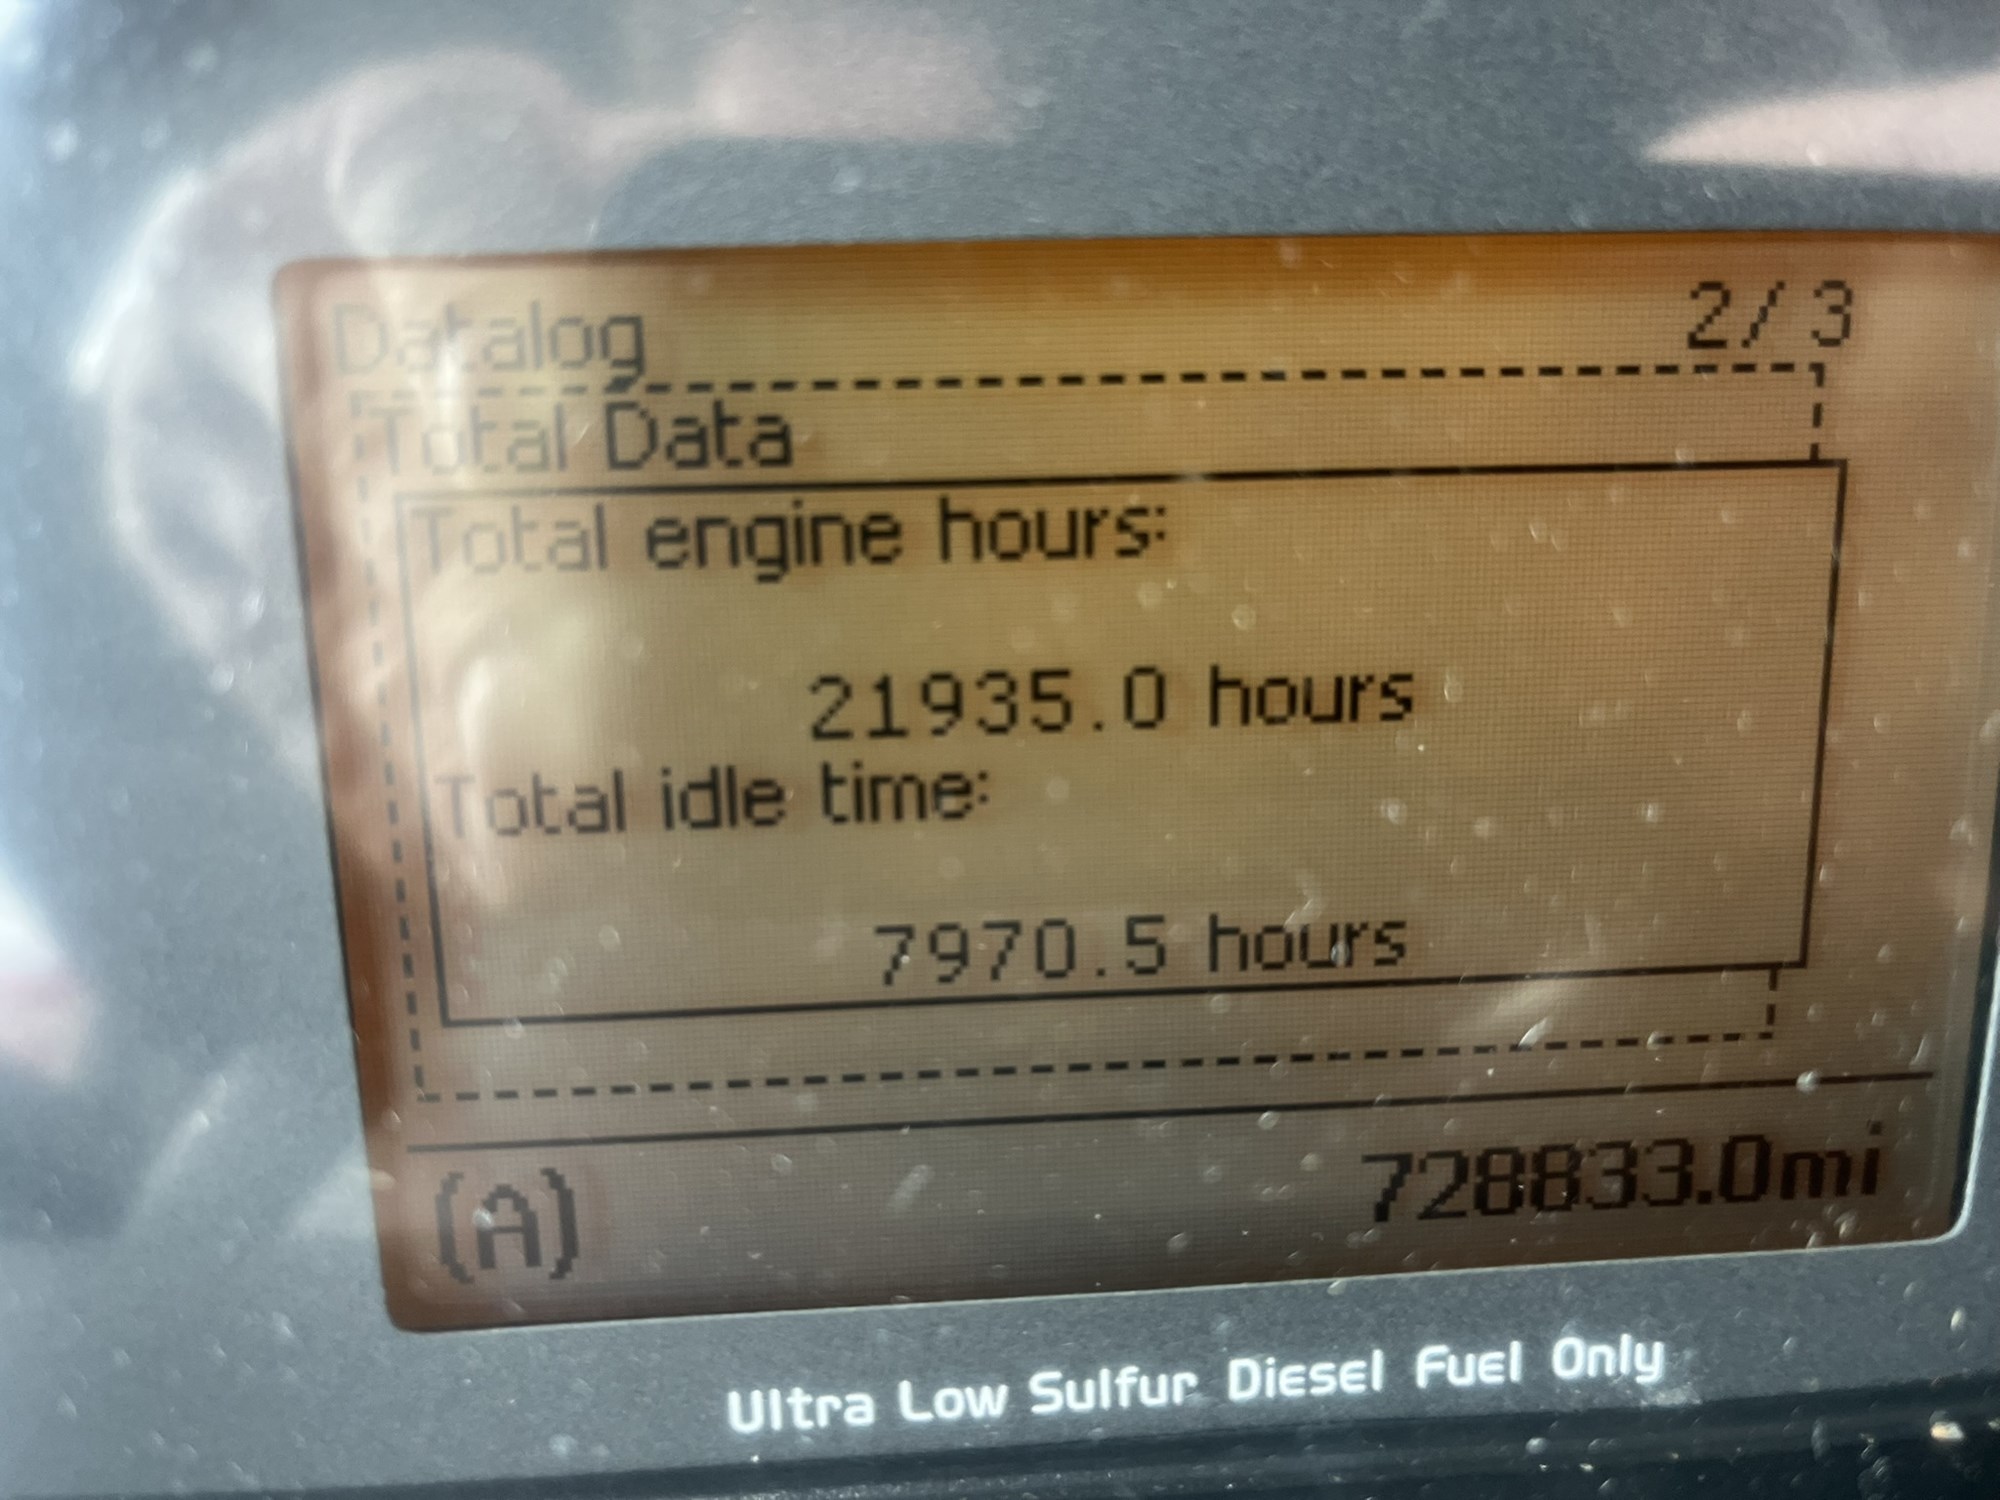 Datalog 2/3
Total Data
Total engine hours:
21935.0 hours
Total idle time:
7970.5 hours
(A) 728833.0mi
Ultra Low Sulfur Diesel Fuel Only